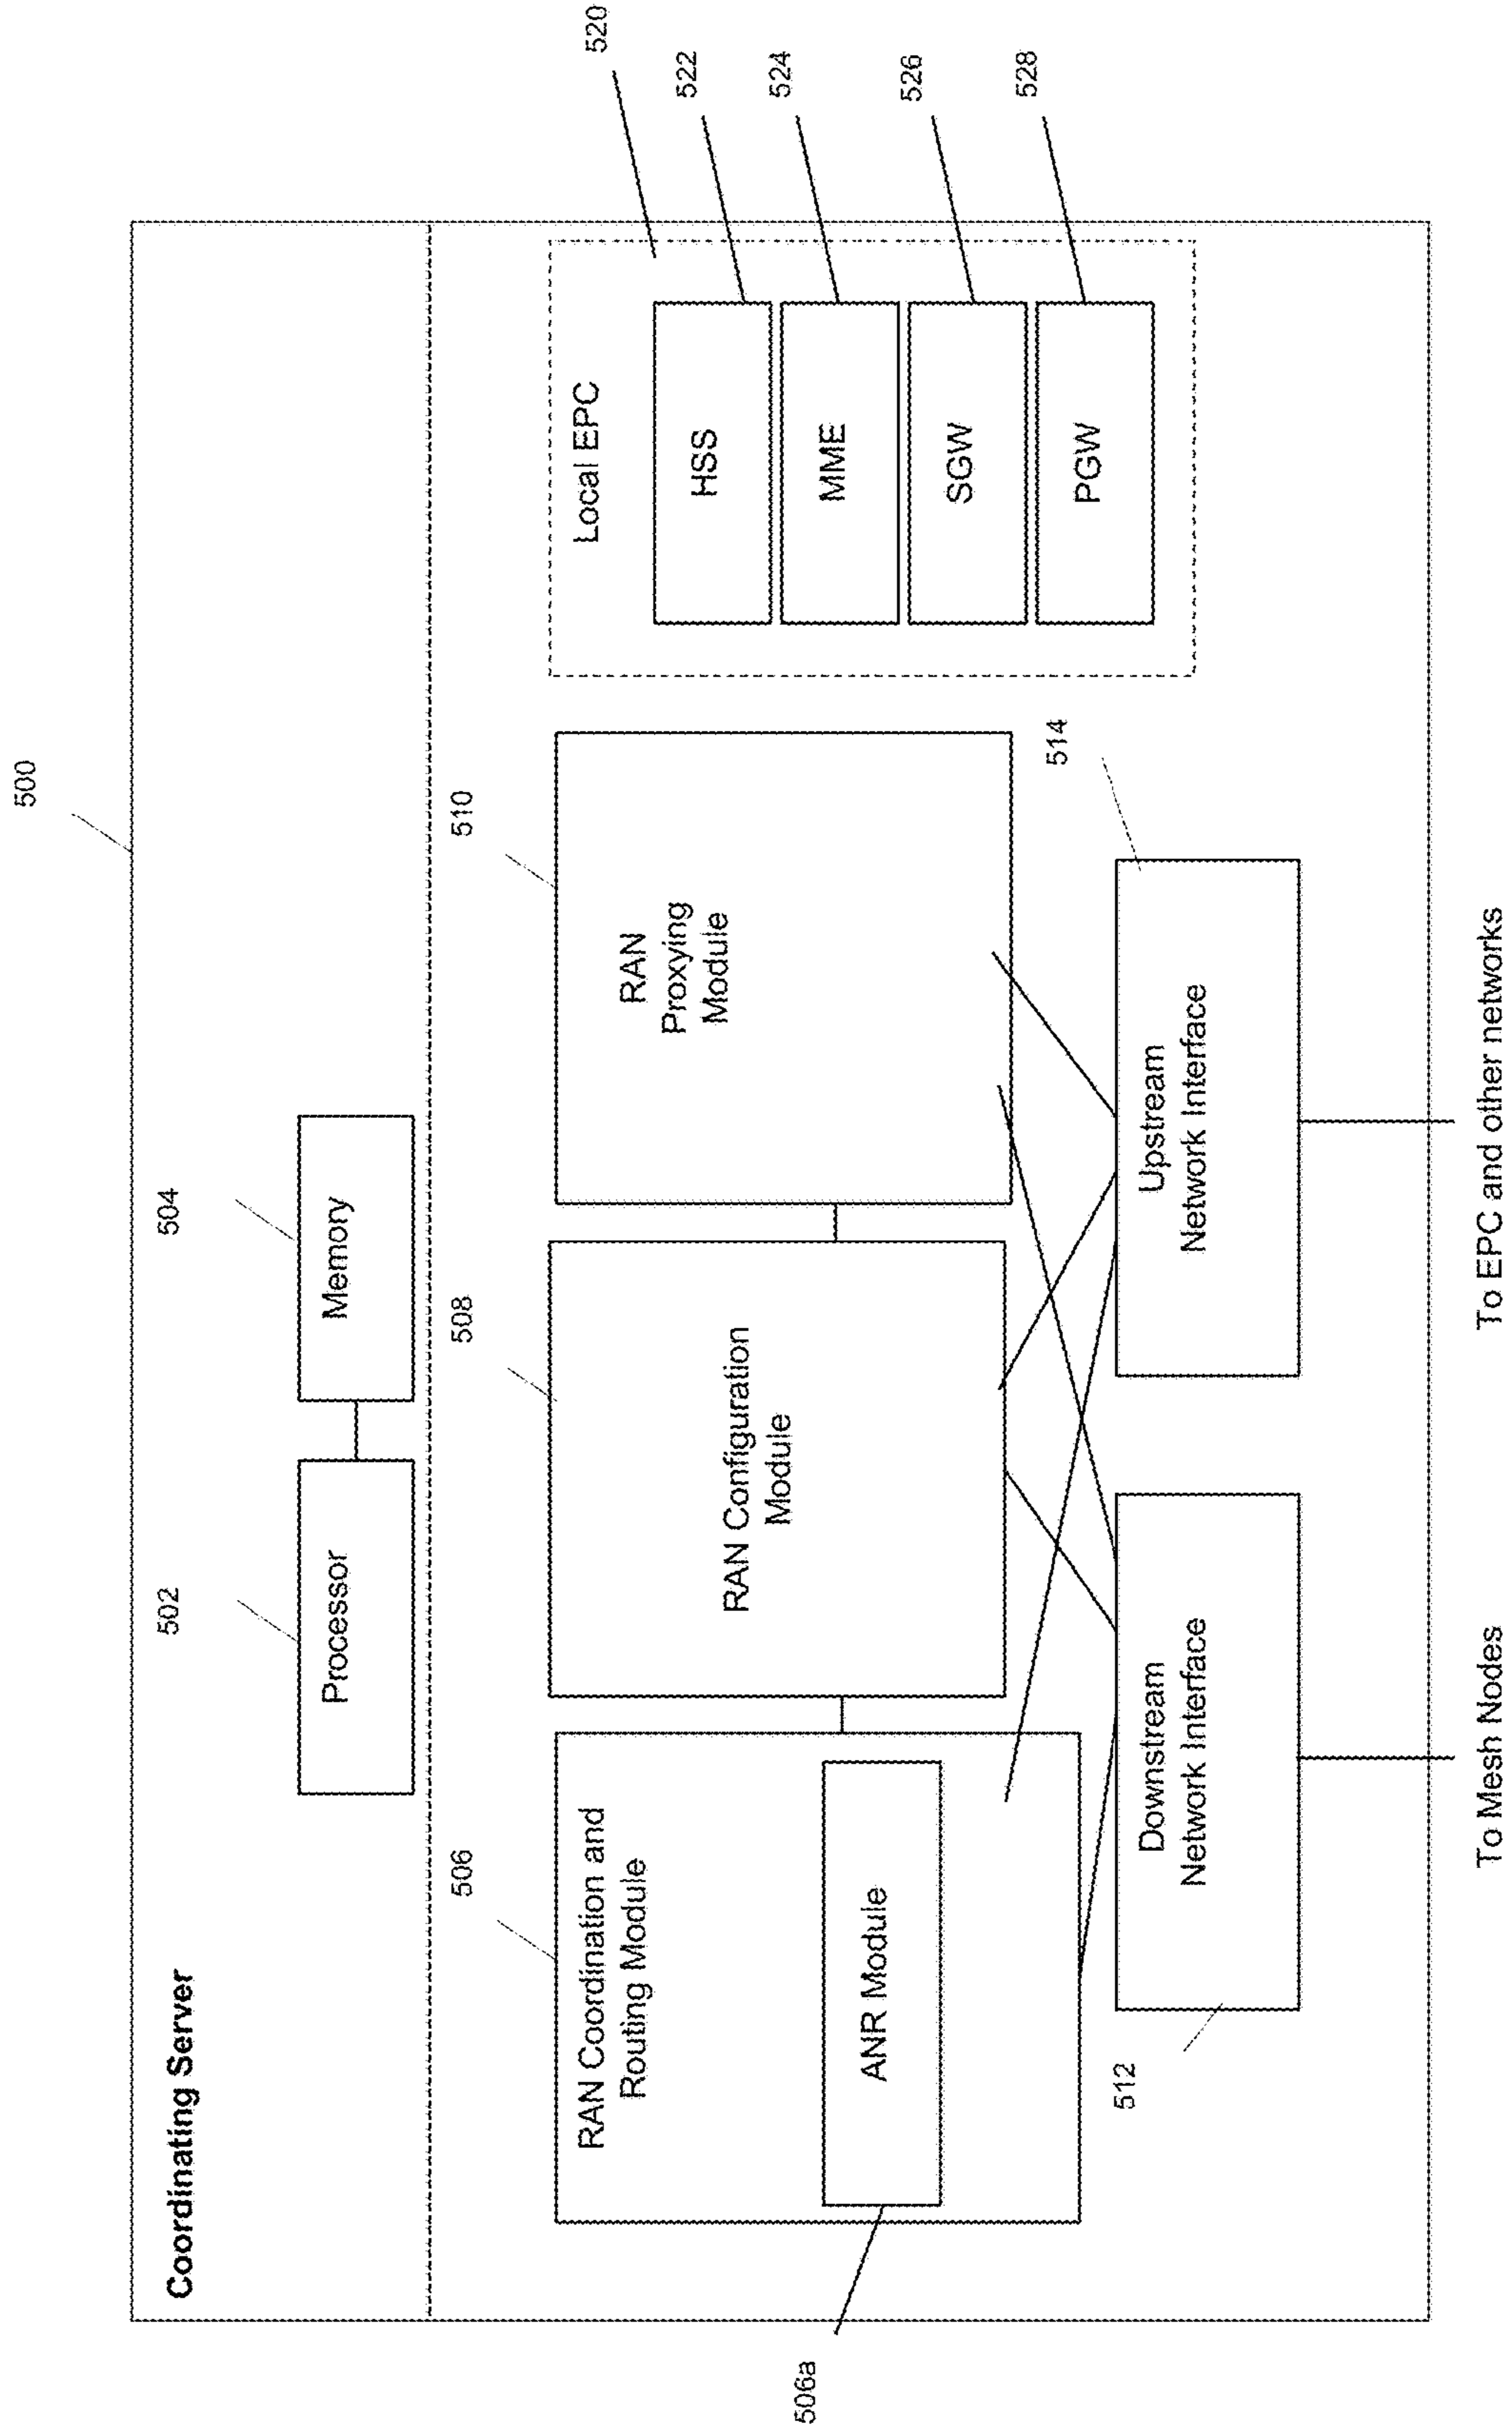 500
Coordinating Server
502
504
Processor
Memory
506
508
510
520
RAN Coordination and
Routing Module
RAN Configuration
Module
RAN
Proxying
Module
Local EPC
522
HSS
524
MME
526
SGW
528
PGW
506a
ANR Module
512
514
Downstream
Network Interface
Upstream
Network Interface
To Mesh Nodes
To EPC and other networks